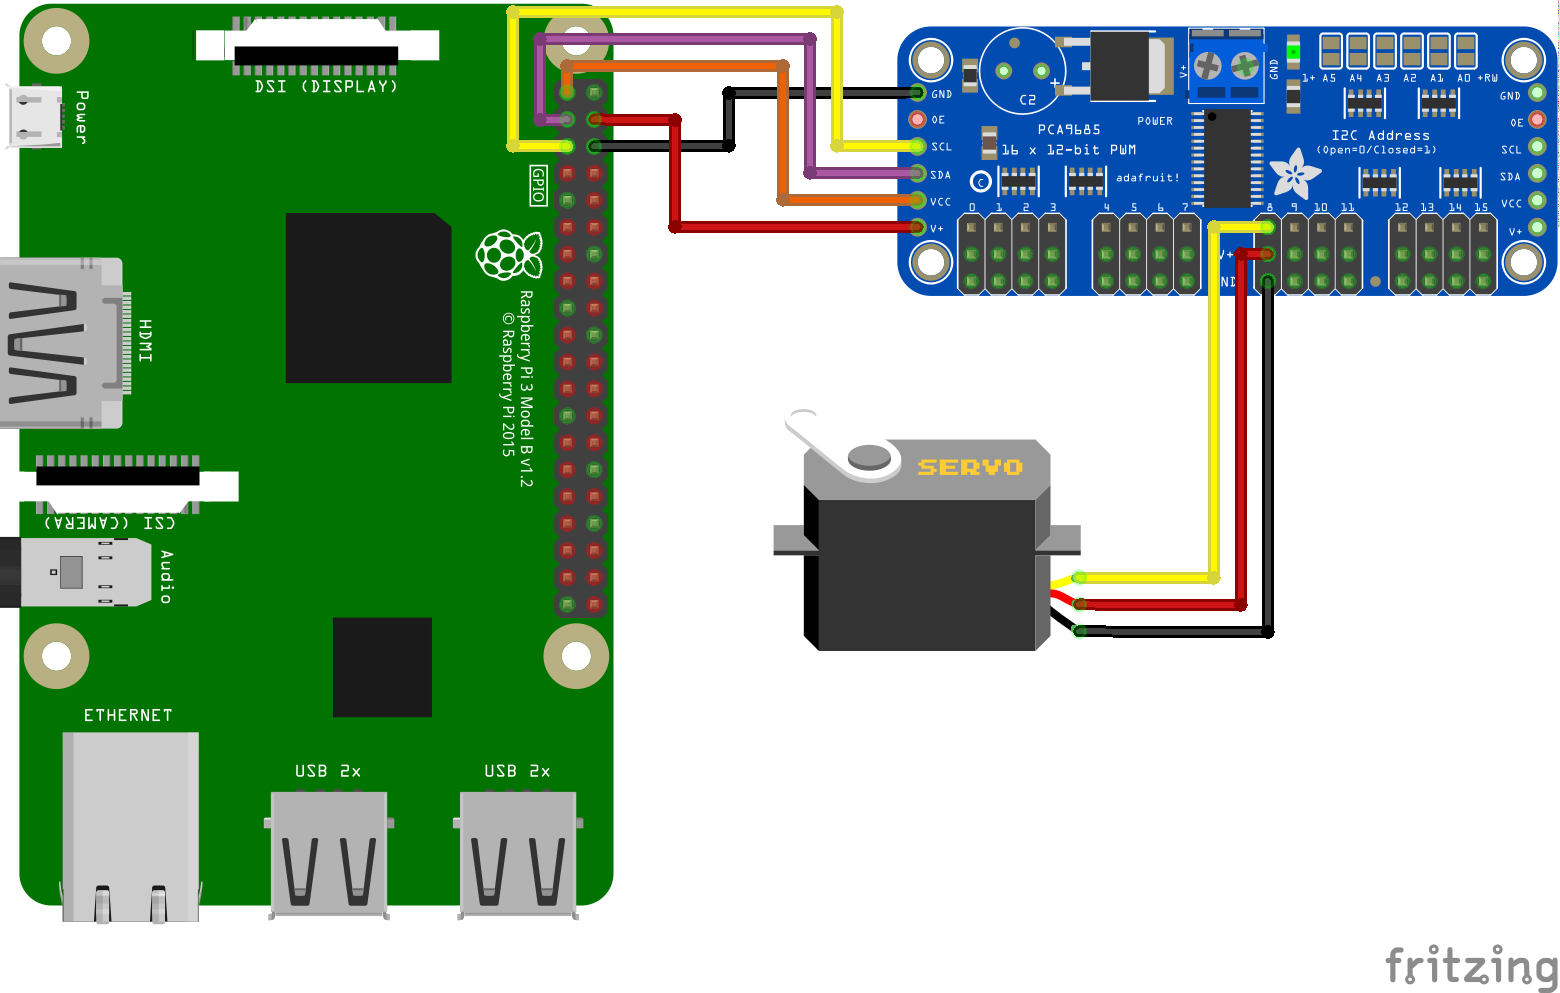 DSI (DISPLAY)
Power
HDMI
GPIO
Raspberry Pi 3 Model B v1.2
© Raspberry Pi 2015
CSI (CAMERA)
Audio
ETHERNET
USB 2x
USB 2x
GND
OE
SCL
SDA
VCC
V+
C2
+
POWER
PCA9685
16 x 12-bit PWM
adafruit!
C
V+
GND
1+ A5 A4 A3 A2 A1 A0 +RW
I2C Address
(Open=0/Closed=1)
GND
OE
SCL
SDA
VCC
V+
0 1 2 3 4 5 6 7 8 9 10 11 12 13 14 15
V+
ND
SERVO
fritzing